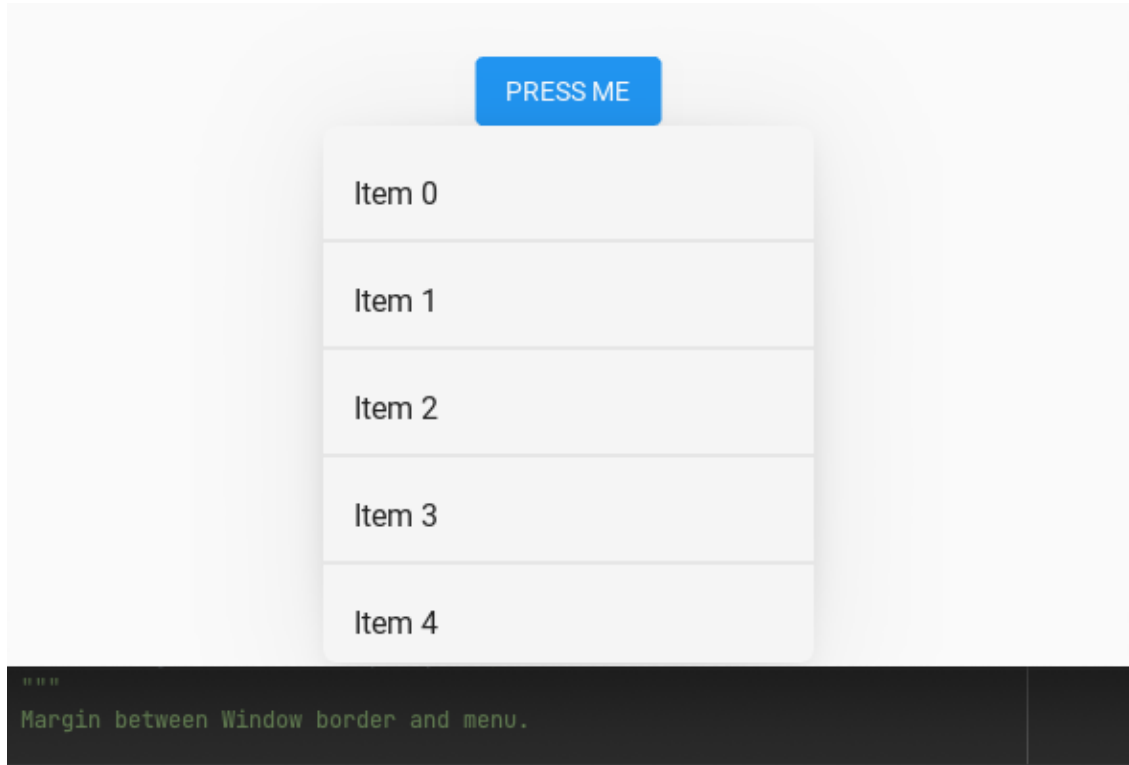 PRESS ME
Item 0
Item 1
Item 2
Item 3
Item 4
"""
Margin between Window border and menu.